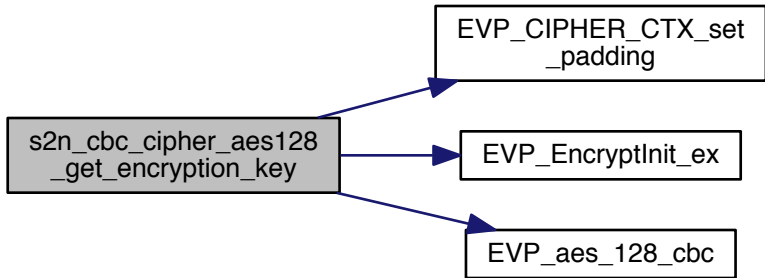 s2n_cbc_cipher_aes128
_get_encryption_key
EVP_CIPHER_CTX_set
_padding
EVP_EncryptInit_ex
EVP_aes_128_cbc